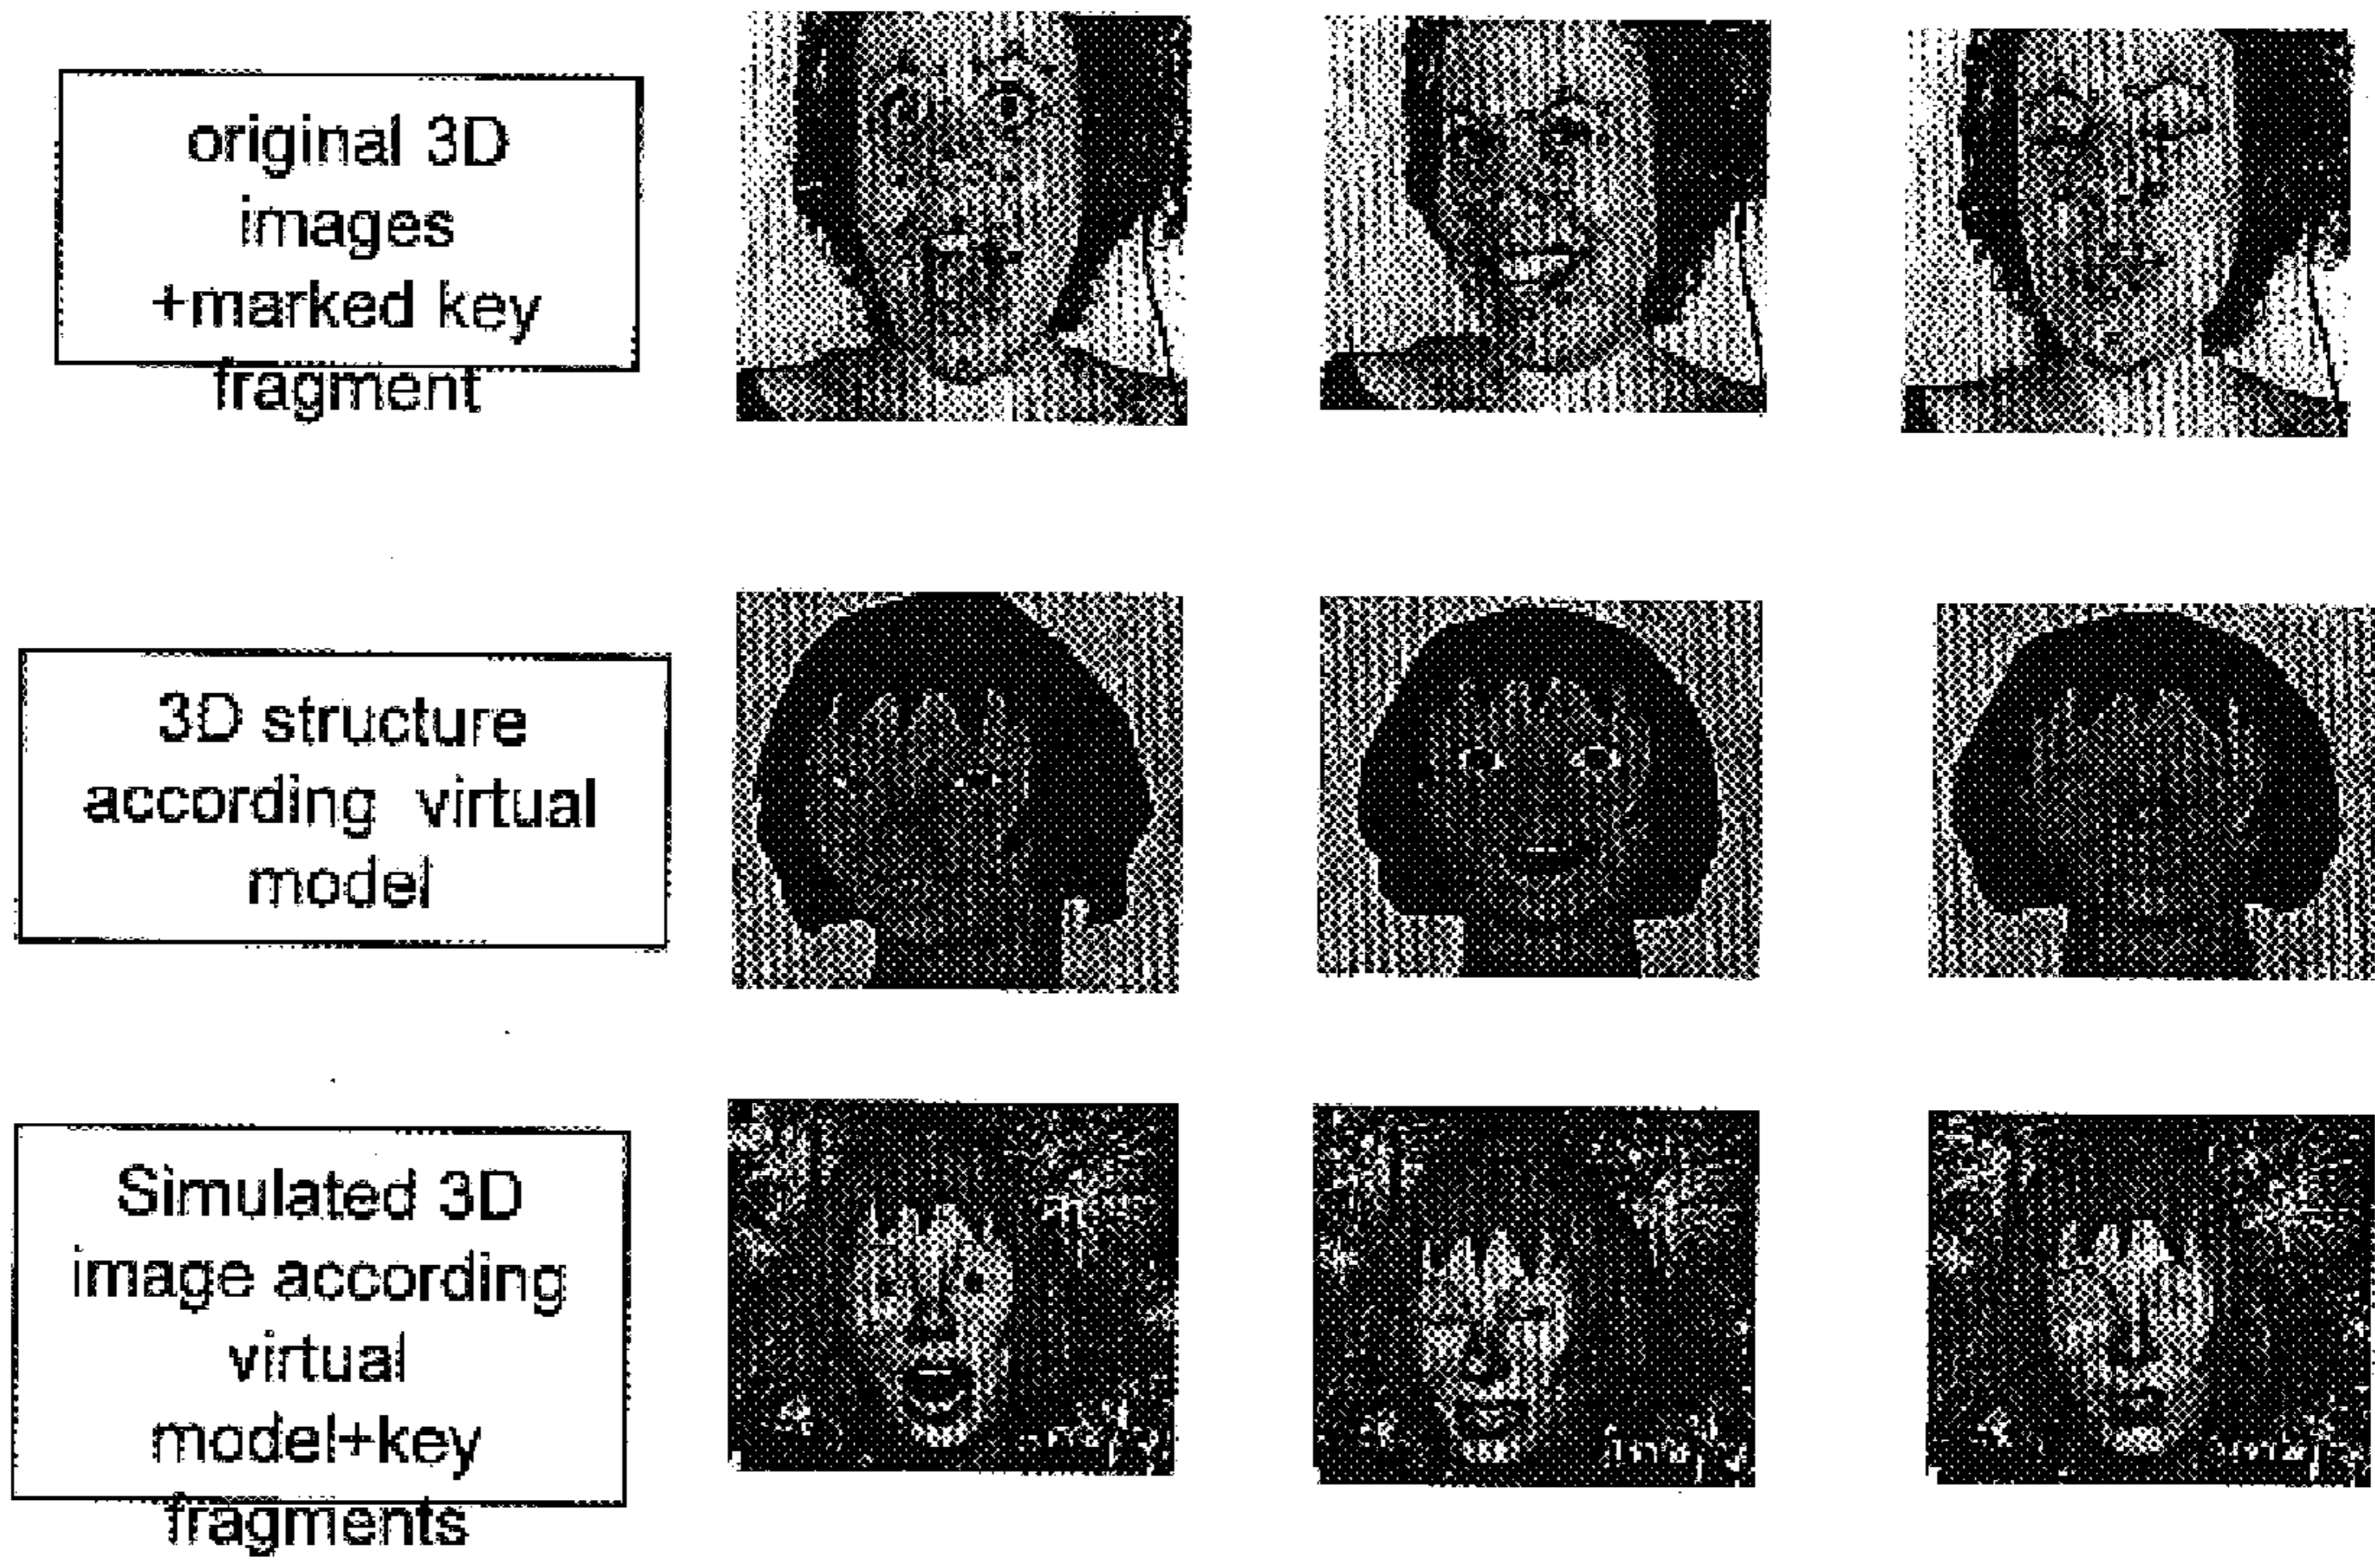 original 3D
images
+marked key
fragment
3D structure
according virtual
model
Simulated 3D
image according
virtual
model+key
fragments